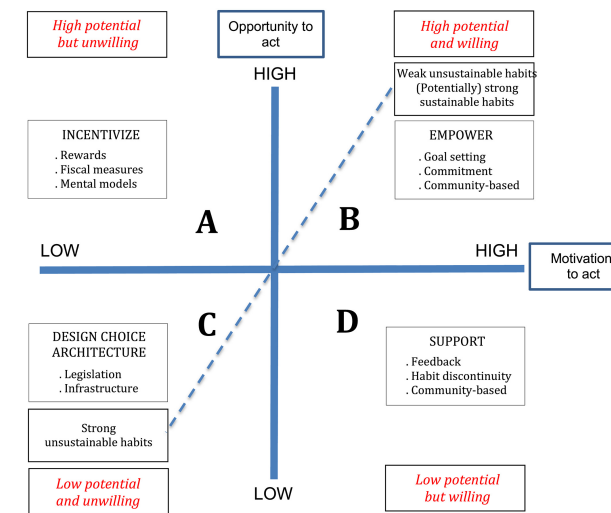 High potential
but unwilling
Opportunity to
act
High potential
and willing
HIGH
Weak unsustainable habits
(Potentially) strong
sustainable habits
INCENTIVIZE
. Rewards
. Fiscal measures
. Mental models
EMPOWER
. Goal setting
. Commitment
. Community-based
A
B
LOW
HIGH
Motivation
to act
C
D
DESIGN CHOICE
ARCHITECTURE
. Legislation
. Infrastructure
SUPPORT
. Feedback
. Habit discontinuity
. Community-based
Strong
unsustainable habits
Low potential
and unwilling
LOW
Low potential
but willing